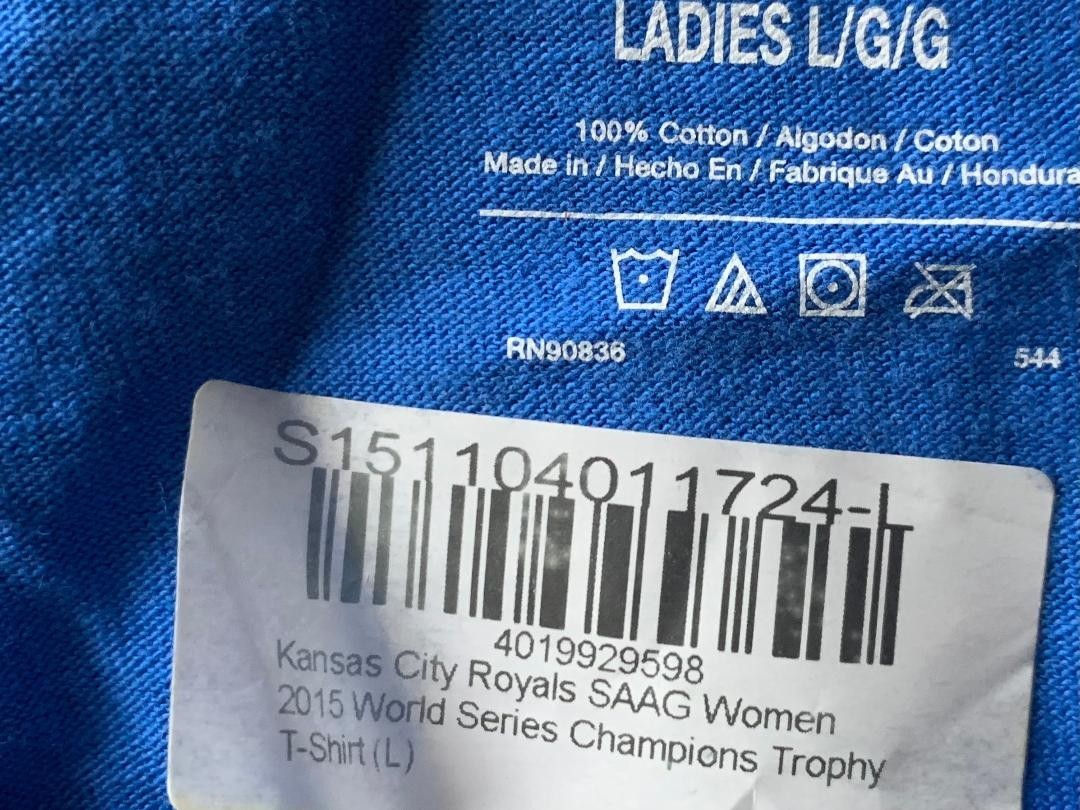 LADIES L/G/G
100% Cotton / Algodon / Coton
Made in / Hecho En / Fabrique Au / Hondura
RN90836
544
S151104011724-L
4019929598
Kansas City Royals SAAG Women
2015 World Series Champions Trophy
T-Shirt (L)